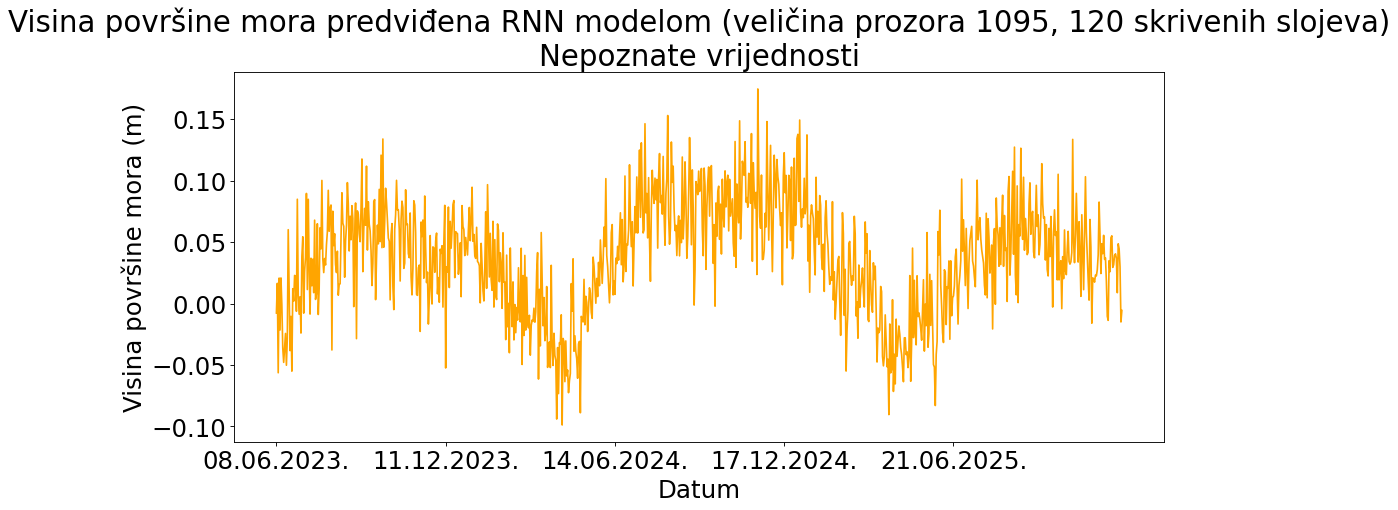 Visina površine mora predviđena RNN modelom (veličina prozora 1095, 120 skrivenih slojeva)
Nepoznate vrijednosti
Visina površine mora (m)
0.15
0.10
0.05
0.00
−0.05
−0.10
08.06.2023. 11.12.2023. 14.06.2024. 17.12.2024. 21.06.2025.
Datum